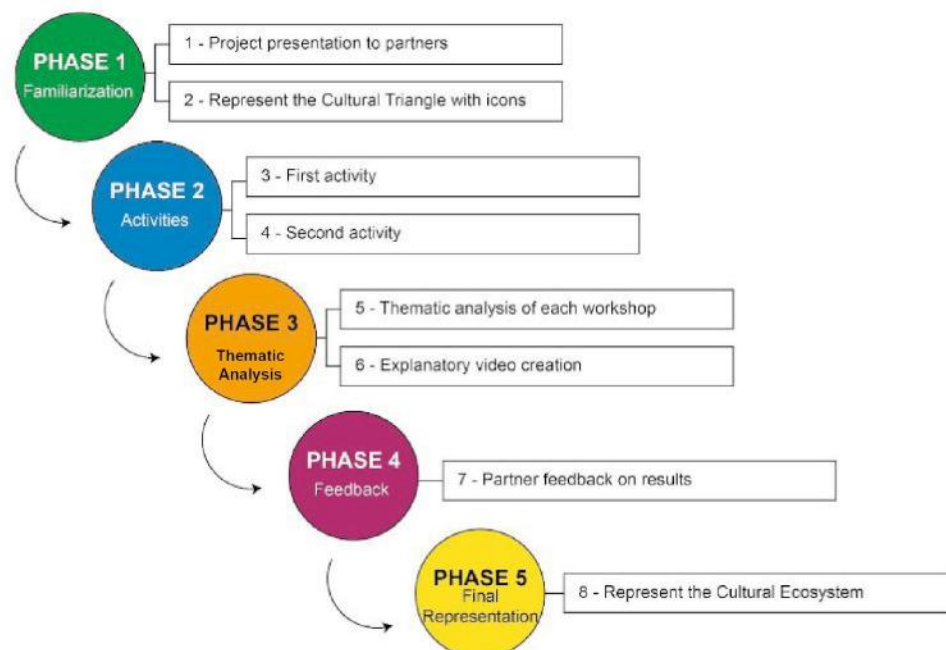 PHASE 1
Familiarization
1 - Project presentation to partners
2 - Represent the Cultural Triangle with icons
PHASE 2
Activities
3 - First activity
4 - Second activity
PHASE 3
Thematic
Analysis
5 - Thematic analysis of each workshop
6 - Explanatory video creation
PHASE 4
Feedback
7 - Partner feedback on results
PHASE 5
Final
Representation
8 - Represent the Cultural Ecosystem